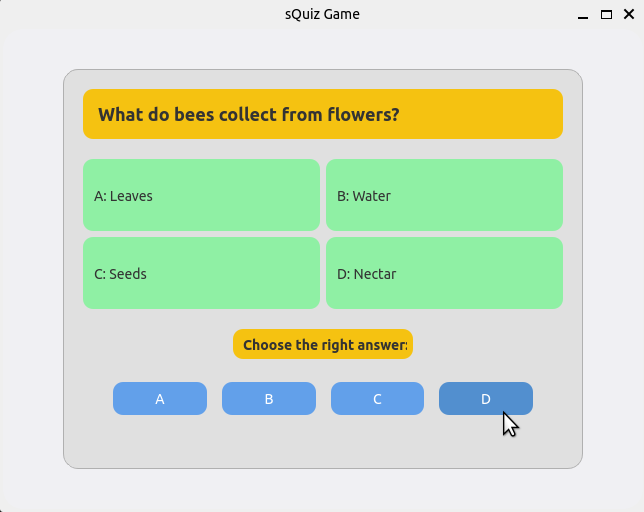 sQuiz Game
What do bees collect from flowers?
A: Leaves
B: Water
C: Seeds
D: Nectar
Choose the right answer:
A
B
C
D